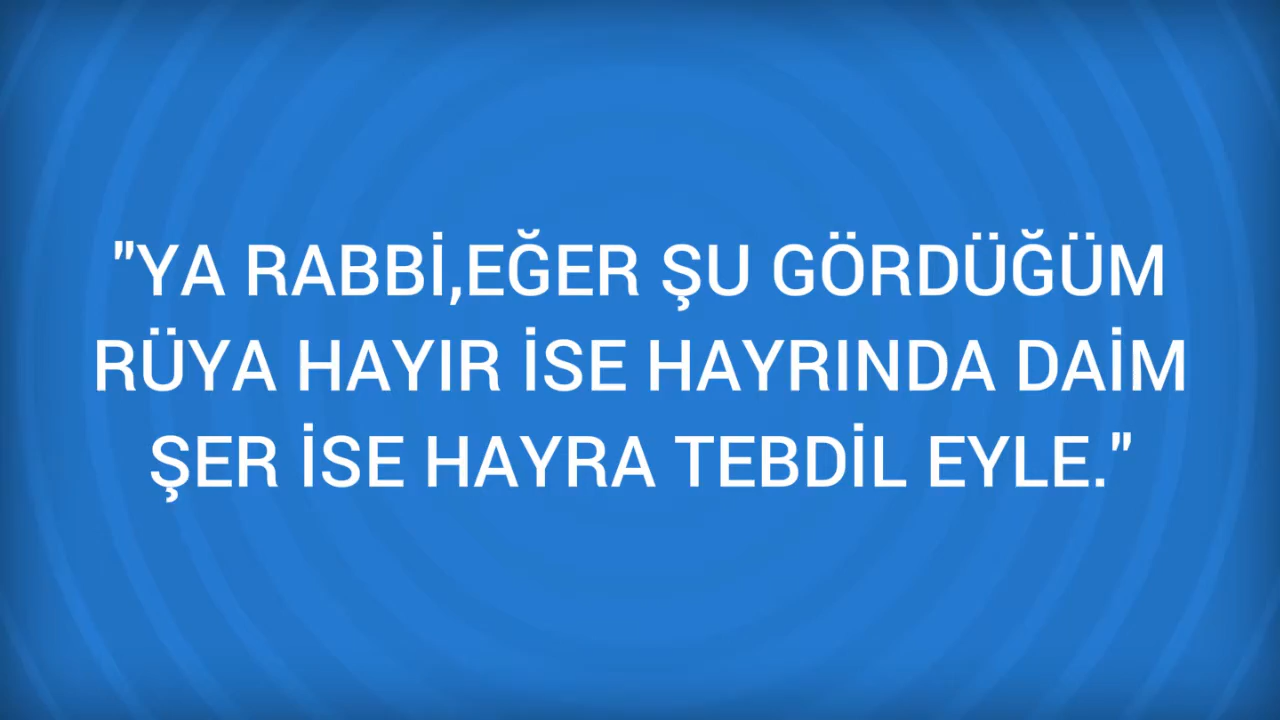 "YA RABBİ,EĞER ŞU GÖRDÜĞÜM
RÜYA HAYIR İSE HAYRINDA DAİM
ŞER İSE HAYRA TEBDİL EYLE."